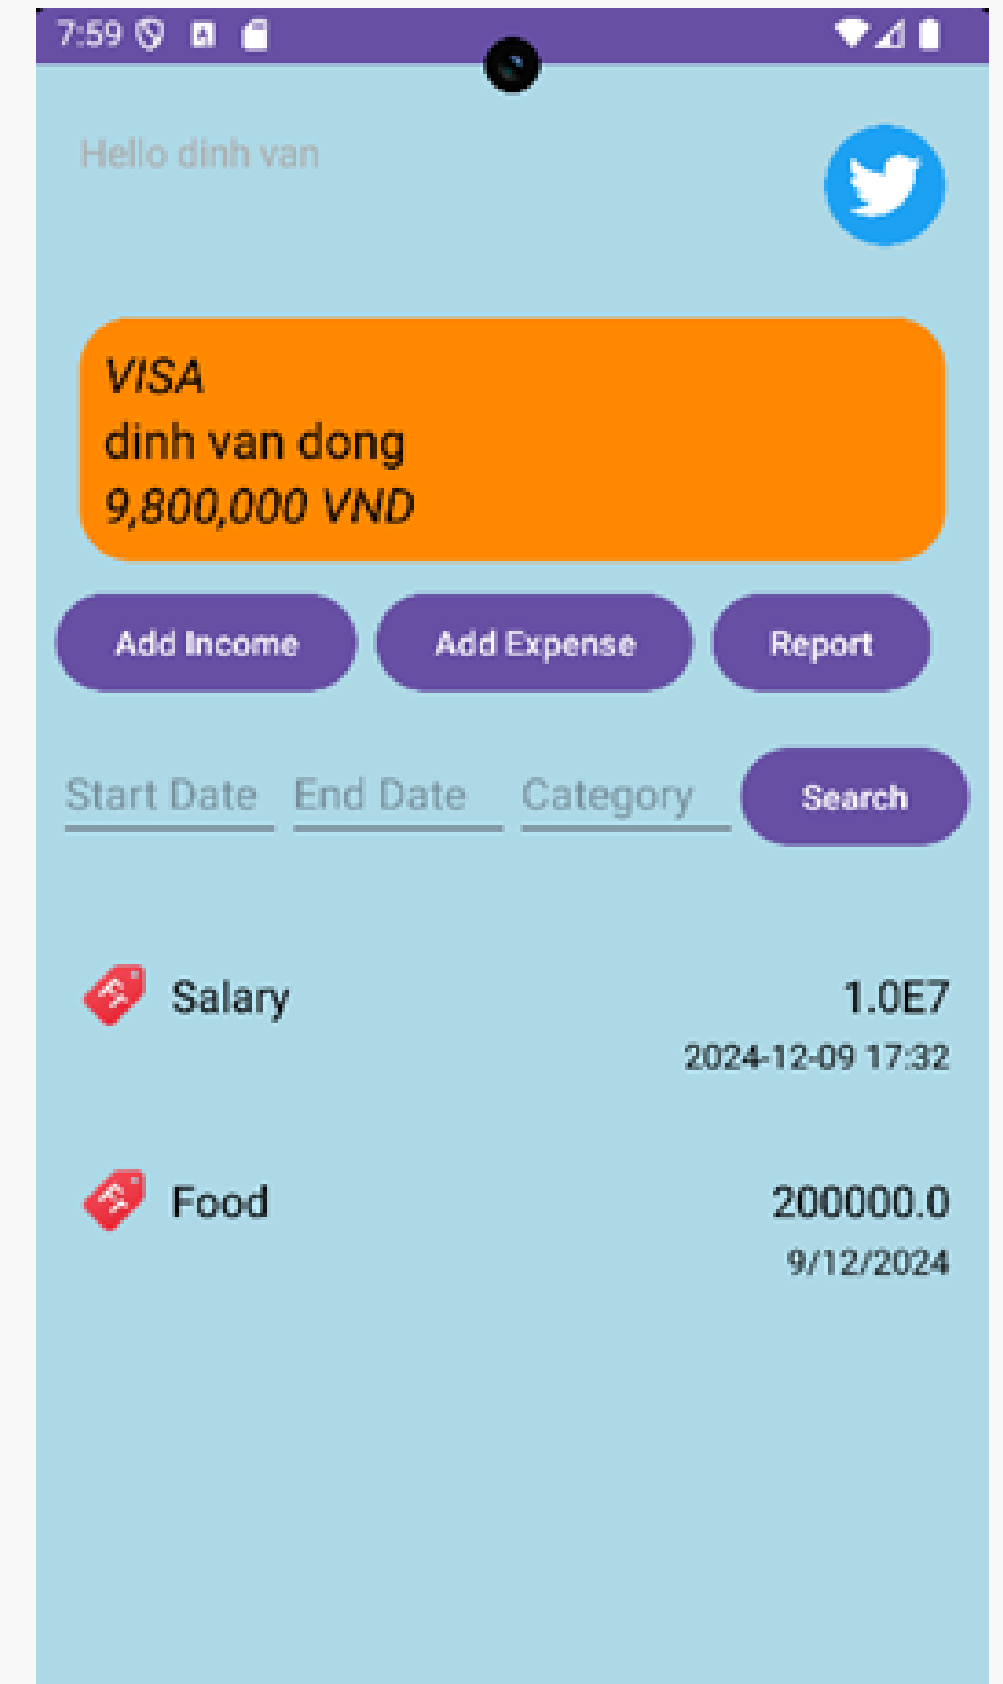 7:59
Hello dinh van
VISA
dinh van dong
9,800,000 VND
Add Income Add Expense Report
Start Date End Date Category Search
Salary 1.0E7
2024-12-09 17:32
Food 200000.0
9/12/2024